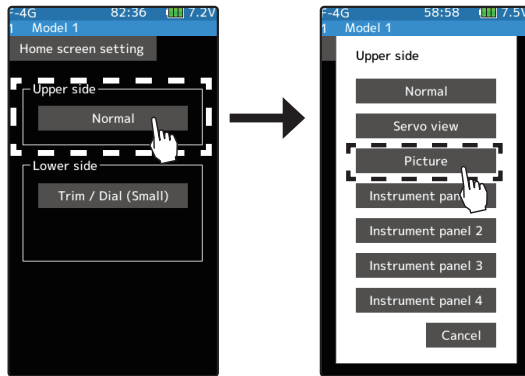 F-4G 82:36 7.2V
1 Model 1
Home screen setting
Upper side
Normal
Lower side
Trim / Dial (Small)
F-4G 58:58 7.5V
1 Model 1
Upper side
Normal
Servo view
Picture
Instrument pan
Instrument panel 2
Instrument panel 3
Instrument panel 4
Cancel